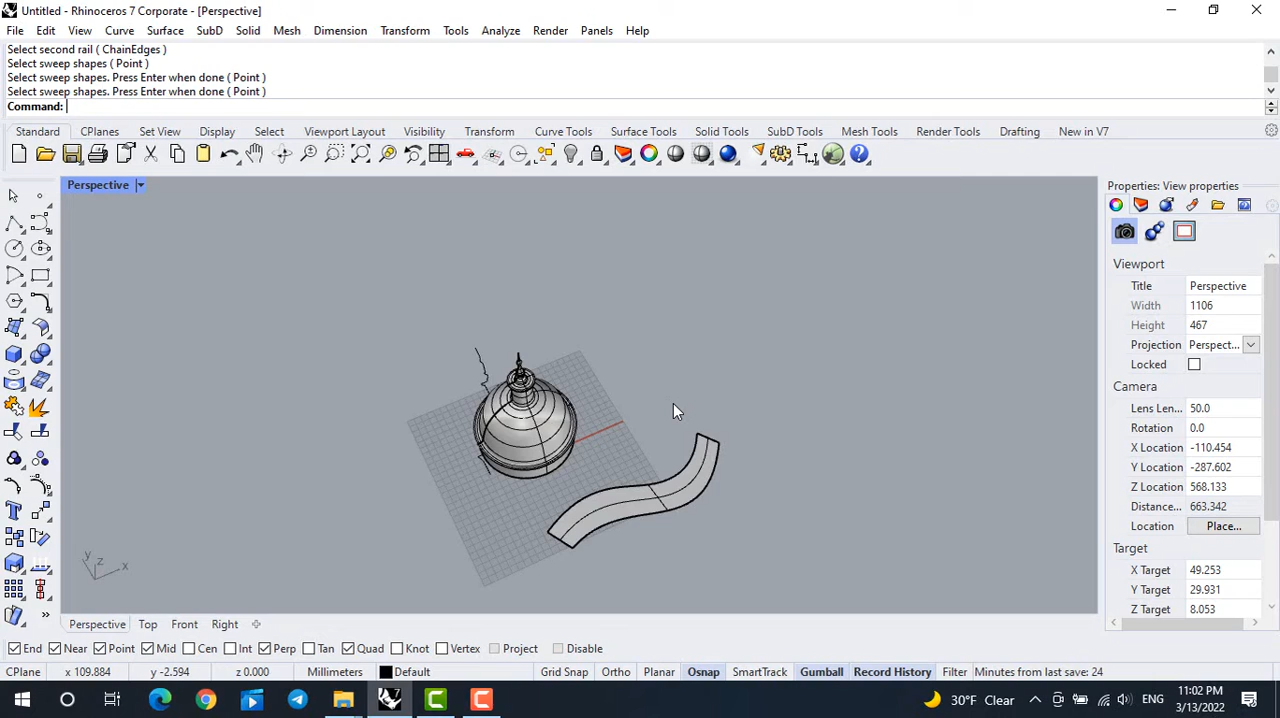 Untitled - Rhinoceros 7 Corporate - [Perspective]
File Edit View Curve Surface SubD Solid Mesh Dimension Transform Tools Analyze Render Panels Help
Select second rail ( ChainEdges )
Select sweep shapes ( Point )
Select sweep shapes. Press Enter when done ( Point )
Select sweep shapes. Press Enter when done ( Point )
Command:
Standard CPlanes Set View Display Select Viewport Layout Visibility Transform Curve Tools Surface Tools Solid Tools SubD Tools Mesh Tools Render Tools Drafting New in V7
Perspective
Properties: View properties
Viewport
Title Perspective
Width 1106
Height 467
Projection Perspect...
Locked
Camera
Lens Len... 50.0
Rotation 0.0
X Location -110.454
Y Location -287.602
Z Location 568.133
Distance... 663.342
Location Place...
Target
X Target 49.253
Y Target 29.931
Z Target 8.053
y z x
Perspective Top Front Right
End Near Point Mid Cen Int Perp Tan Quad Knot Vertex Project Disable
CPlane x 109.884 y -2.594 z 0.000 Millimeters Default Grid Snap Ortho Planar Osnap SmartTrack Gumball Record History Filter Minutes from last save: 24
30°F Clear ENG 11:02 PM
3/13/2022